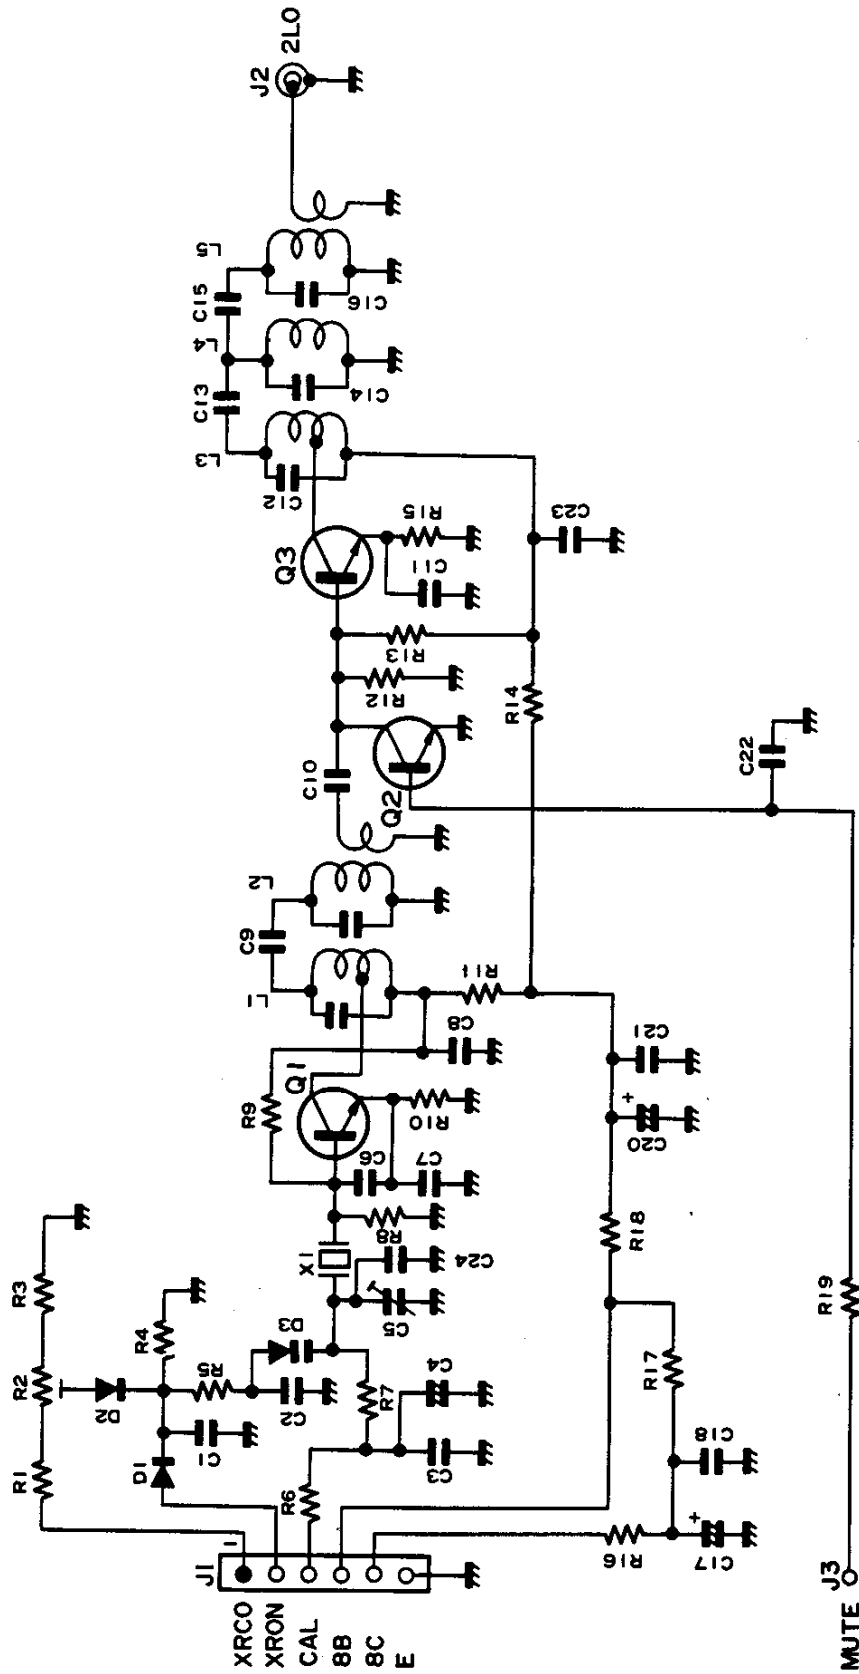 J2 2LO
C15
L5
C16
L4
C13
C14
L3
C12
Q3
R15
C11
C23
R13
R12
R14
C10
Q2
C22
L2
C9
L1
R11
C8
Q1
R9
R10
C6
C7
C21
+
C20
R8
X1
C24
C5
R18
R3
R4
D3
R19
R2
D2
R5
C2
R7
C4
R17
R1
D1
C1
R6
C3
C18
+
C17
R16
J1
1
XRCO
XRON
CAL
8B
8C
E
J3
MUTE